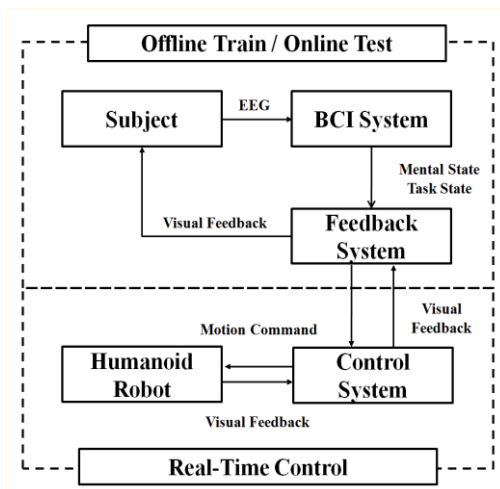 Offline Train / Online Test
EEG
Subject
BCI System
Mental State
Task State
Visual Feedback
Feedback
System
Visual
Feedback
Motion Command
Humanoid
Robot
Control
System
Visual Feedback
Real-Time Control